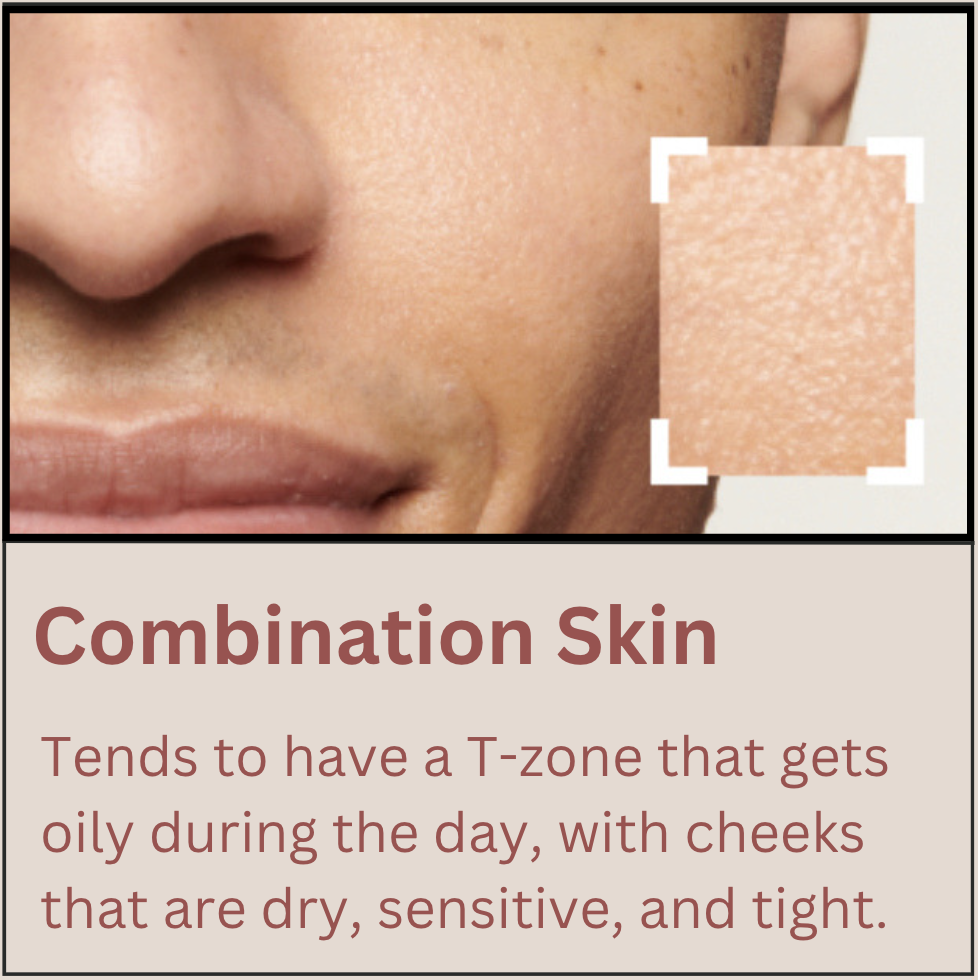 Combination Skin
Tends to have a T-zone that gets
oily during the day, with cheeks
that are dry, sensitive, and tight.